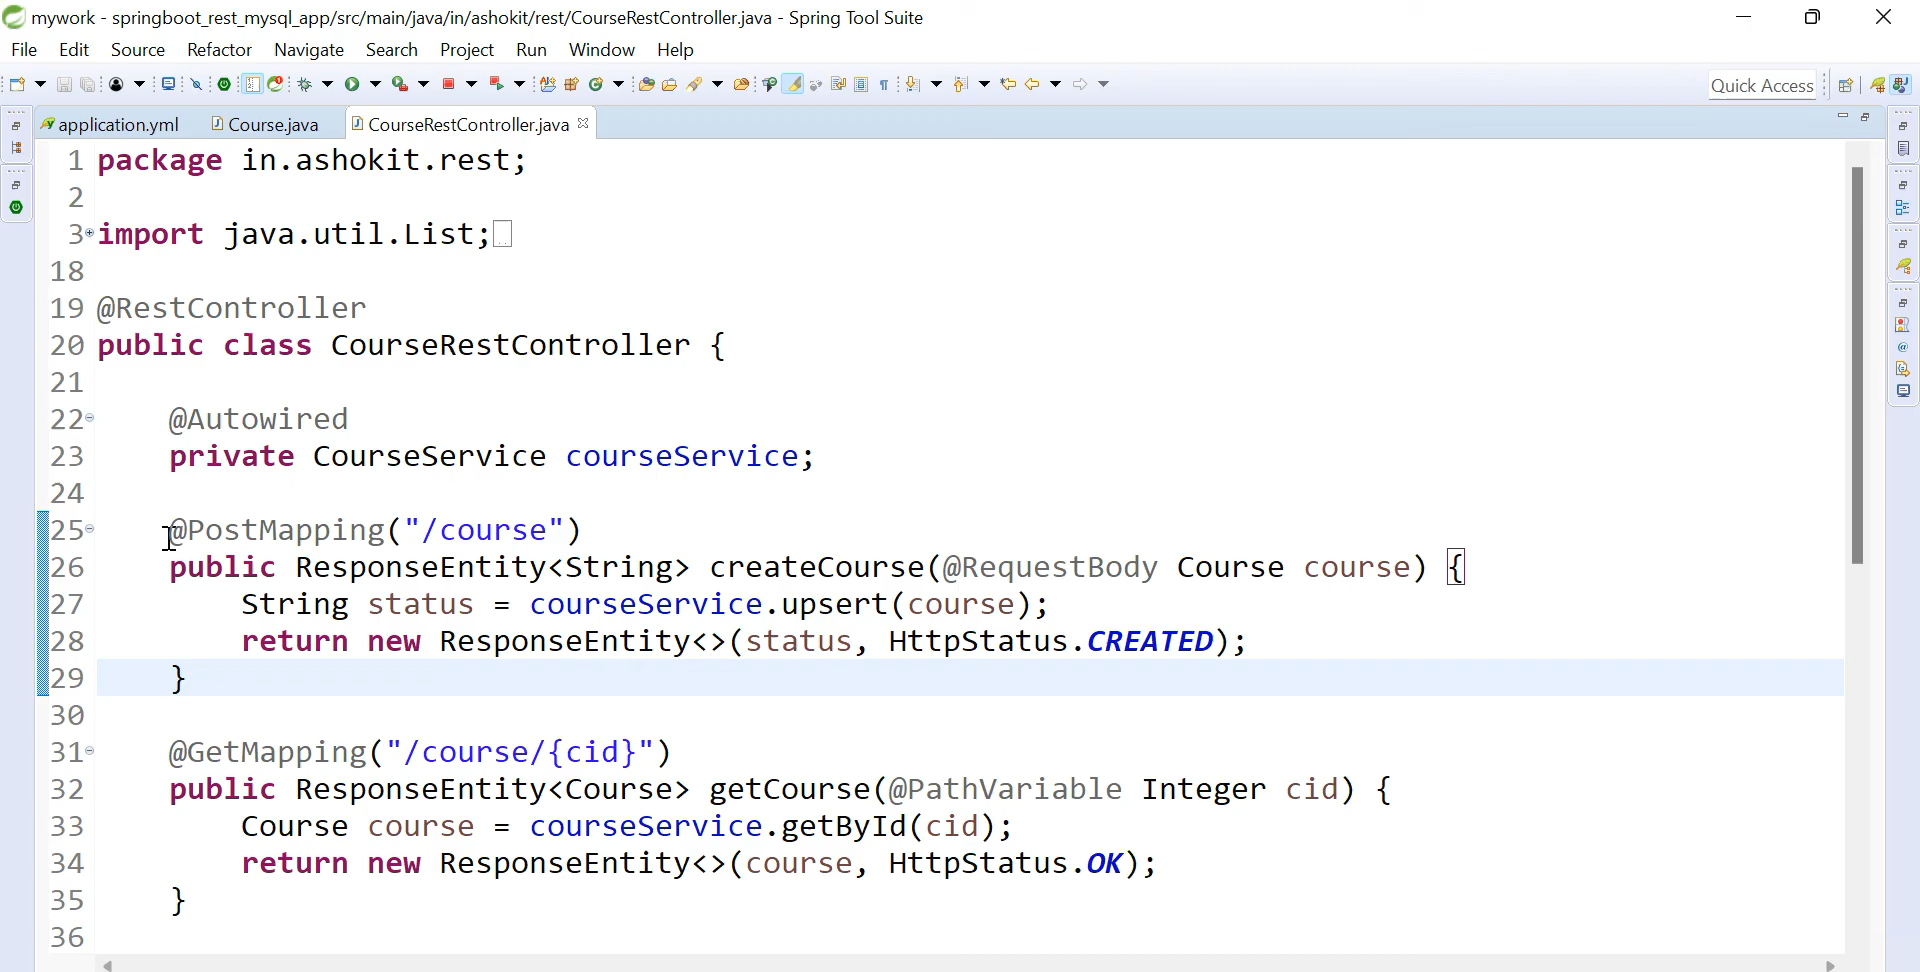 mywork - springboot_rest_mysql_app/src/main/java/in/ashokit/rest/CourseRestController.java - Spring Tool Suite
File Edit Source Refactor Navigate Search Project Run Window Help
Quick Access
application.yml Course.java CourseRestController.java
1 package in.ashokit.rest;
2
3 import java.util.List;
18
19 @RestController
20 public class CourseRestController {
21
22 @Autowired
23 private CourseService courseService;
24
25 @PostMapping("/course")
26 public ResponseEntity<String> createCourse(@RequestBody Course course) {
27 String status = courseService.upsert(course);
28 return new ResponseEntity<>(status, HttpStatus.CREATED);
29 }
30
31 @GetMapping("/course/{cid}")
32 public ResponseEntity<Course> getCourse(@PathVariable Integer cid) {
33 Course course = courseService.getById(cid);
34 return new ResponseEntity<>(course, HttpStatus.OK);
35 }
36